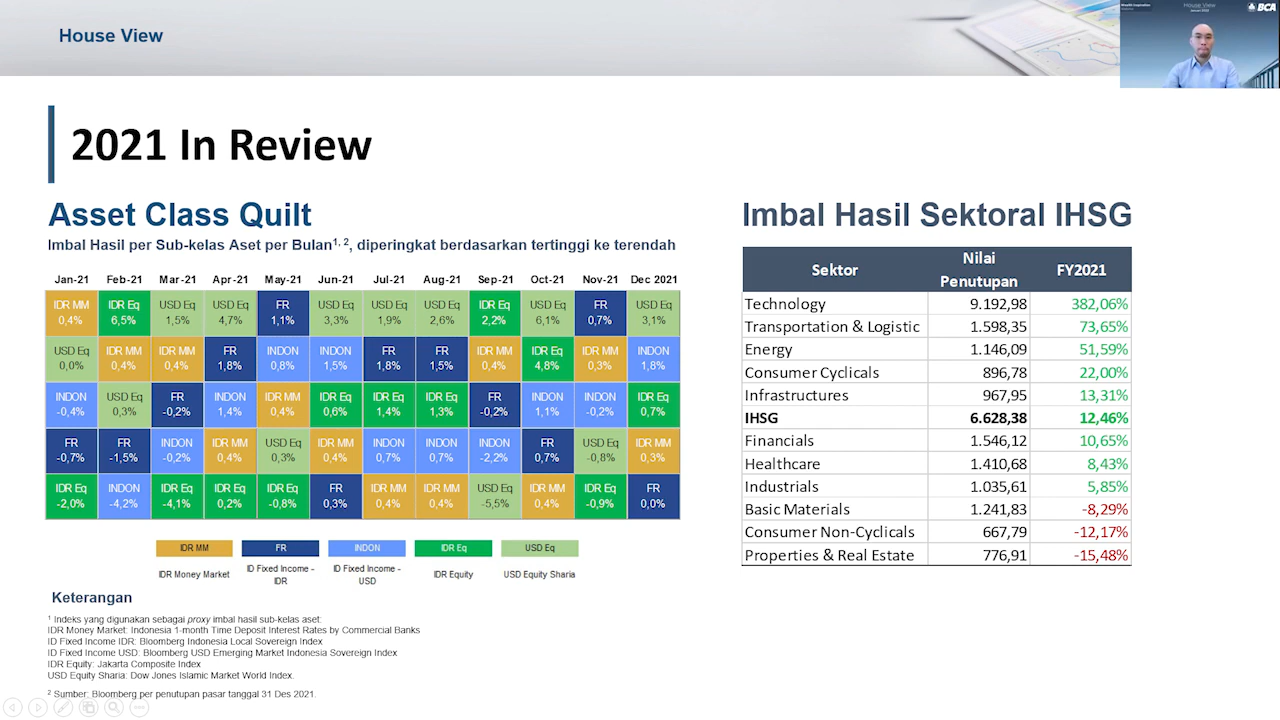 House View
BCA
2021 In Review
Asset Class Quilt
Imbal Hasil per Sub-kelas Aset per Bulan1, 2, diperingkat berdasarkan tertinggi ke terendah
Jan-21 Feb-21 Mar-21 Apr-21 May-21 Jun-21 Jul-21 Aug-21 Sep-21 Oct-21 Nov-21 Dec 2021
IDR MM IDR Eq USD Eq USD Eq FR USD Eq USD Eq USD Eq IDR Eq USD Eq FR USD Eq
0,4% 6,5% 1,5% 4,7% 1,1% 3,3% 1,9% 2,6% 2,2% 6,1% 0,7% 3,1%
USD Eq IDR MM IDR MM FR INDON INDON FR FR IDR MM IDR Eq IDR MM INDON
0,0% 0,4% 0,4% 1,8% 0,8% 1,5% 1,8% 1,5% 0,4% 4,8% 0,3% 1,8%
INDON USD Eq FR INDON IDR MM IDR Eq IDR Eq IDR Eq FR INDON INDON IDR Eq
-0,4% 0,3% -0,2% 1,4% 0,4% 0,6% 1,4% 1,3% -0,2% 1,1% -0,2% 0,7%
FR FR INDON IDR MM USD Eq IDR MM INDON INDON INDON FR USD Eq IDR MM
-0,7% -1,5% -0,2% 0,4% 0,3% 0,4% 0,7% 0,7% -2,2% 0,7% -0,8% 0,3%
IDR Eq INDON IDR Eq IDR Eq IDR Eq FR IDR MM IDR MM USD Eq IDR MM IDR Eq FR
-2,0% -4,2% -4,1% 0,2% -0,8% 0,3% 0,4% 0,4% -5,5% 0,4% -0,9% 0,0%
IDR MM FR INDON IDR Eq USD Eq
IDR Money Market ID Fixed Income - IDR ID Fixed Income - USD IDR Equity USD Equity Sharia
Keterangan
1 Indeks yang digunakan sebagai proxy imbal hasil sub-kelas aset:
IDR Money Market: Indonesia 1-month Time Deposit Interest Rates by Commercial Banks
ID Fixed Income IDR: Bloomberg Indonesia Local Sovereign Index
ID Fixed Income USD: Bloomberg USD Emerging Market Indonesia Sovereign Index
IDR Equity: Jakarta Composite Index
USD Equity Sharia: Dow Jones Islamic Market World Index.
2 Sumber: Bloomberg per penutupan pasar tanggal 31 Des 2021.
Imbal Hasil Sektoral IHSG
Sektor Nilai Penutupan FY2021
Technology 9.192,98 382,06%
Transportation & Logistic 1.598,35 73,65%
Energy 1.146,09 51,59%
Consumer Cyclicals 896,78 22,00%
Infrastructures 967,95 13,31%
IHSG 6.628,38 12,46%
Financials 1.546,12 10,65%
Healthcare 1.410,68 8,43%
Industrials 1.035,61 5,85%
Basic Materials 1.241,83 -8,29%
Consumer Non-Cyclicals 667,79 -12,17%
Properties & Real Estate 776,91 -15,48%